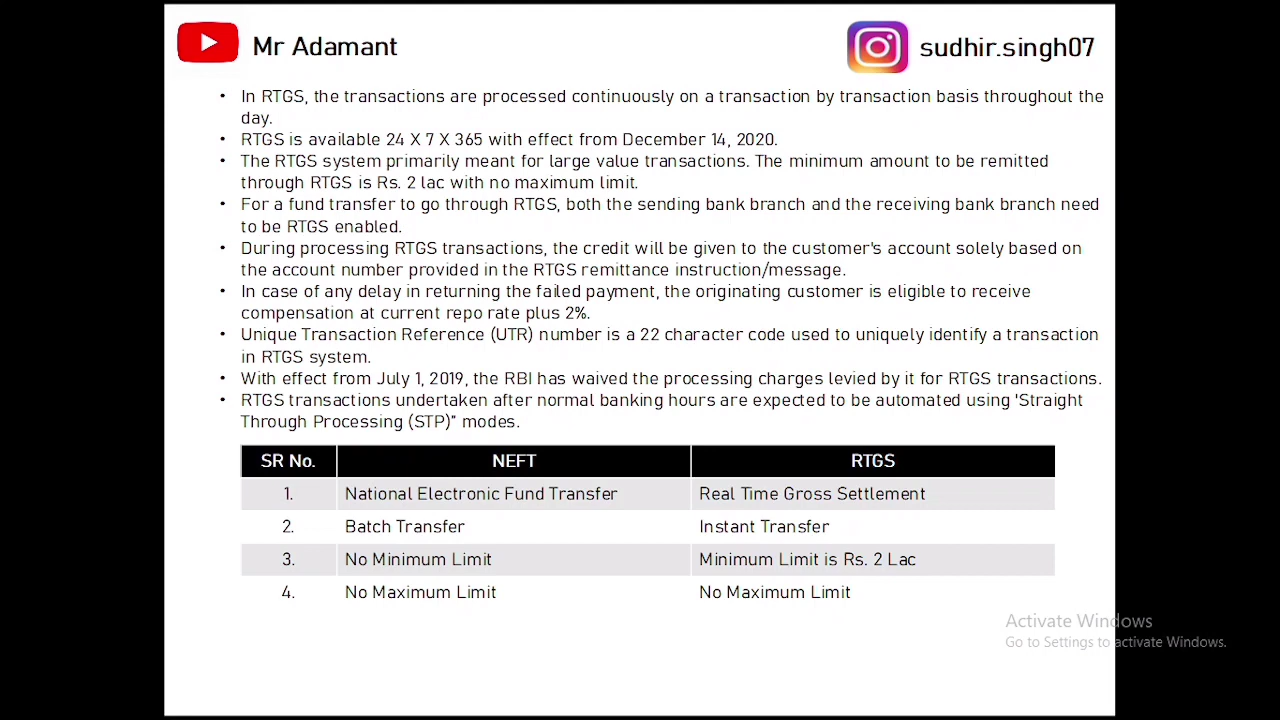 Mr Adamant
sudhir.singh07
• In RTGS, the transactions are processed continuously on a transaction by transaction basis throughout the
day.
• RTGS is available 24 X 7 X 365 with effect from December 14, 2020.
• The RTGS system primarily meant for large value transactions. The minimum amount to be remitted
through RTGS is Rs. 2 lac with no maximum limit.
• For a fund transfer to go through RTGS, both the sending bank branch and the receiving bank branch need
to be RTGS enabled.
• During processing RTGS transactions, the credit will be given to the customer's account solely based on
the account number provided in the RTGS remittance instruction/message.
• In case of any delay in returning the failed payment, the originating customer is eligible to receive
compensation at current repo rate plus 2%.
• Unique Transaction Reference (UTR) number is a 22 character code used to uniquely identify a transaction
in RTGS system.
• With effect from July 1, 2019, the RBI has waived the processing charges levied by it for RTGS transactions.
• RTGS transactions undertaken after normal banking hours are expected to be automated using 'Straight
Through Processing (STP)” modes.
SR No. NEFT RTGS
1. National Electronic Fund Transfer Real Time Gross Settlement
2. Batch Transfer Instant Transfer
3. No Minimum Limit Minimum Limit is Rs. 2 Lac
4. No Maximum Limit No Maximum Limit
Activate Windows
Go to Settings to activate Windows.